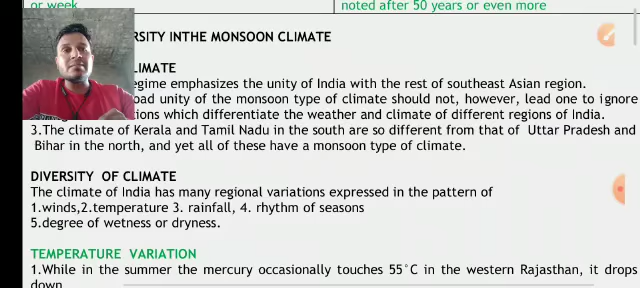 or week
noted after 50 years or even more
RSITY INTHE MONSOON CLIMATE
LIMATE
egime emphasizes the unity of India with the rest of southeast Asian region.
oad unity of the monsoon type of climate should not, however, lead one to ignore
ions which differentiate the weather and climate of different regions of India.
3.The climate of Kerala and Tamil Nadu in the south are so different from that of Uttar Pradesh and
Bihar in the north, and yet all of these have a monsoon type of climate.
DIVERSITY OF CLIMATE
The climate of India has many regional variations expressed in the pattern of
1.winds,2.temperature 3. rainfall, 4. rhythm of seasons
5.degree of wetness or dryness.
TEMPERATURE VARIATION
1.While in the summer the mercury occasionally touches 55°C in the western Rajasthan, it drops
down